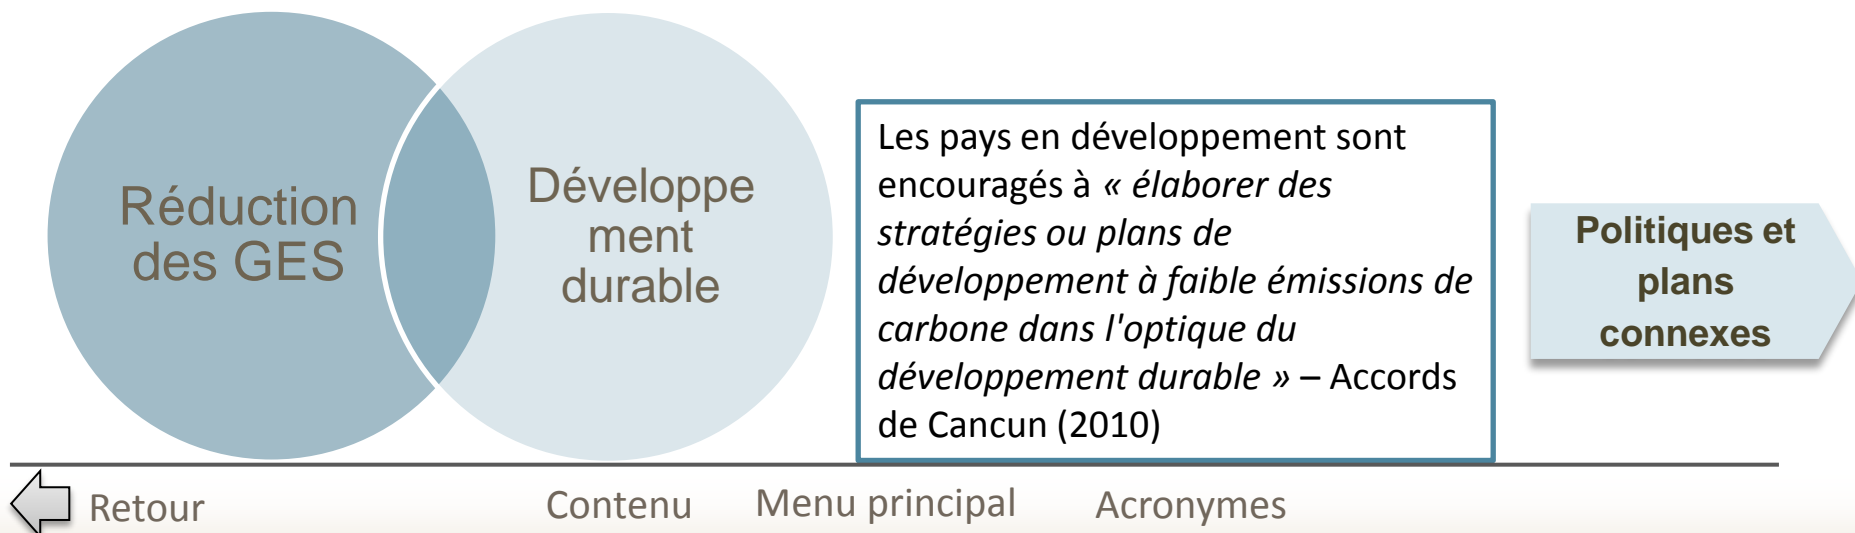 Réduction
des GES
Développe
ment
durable
Les pays en développement sont
encouragés à « élaborer des
stratégies ou plans de
développement à faible émissions de
carbone dans l'optique du
développement durable » – Accords
de Cancun (2010)
Politiques et
plans
connexes
Retour
Contenu
Menu principal
Acronymes